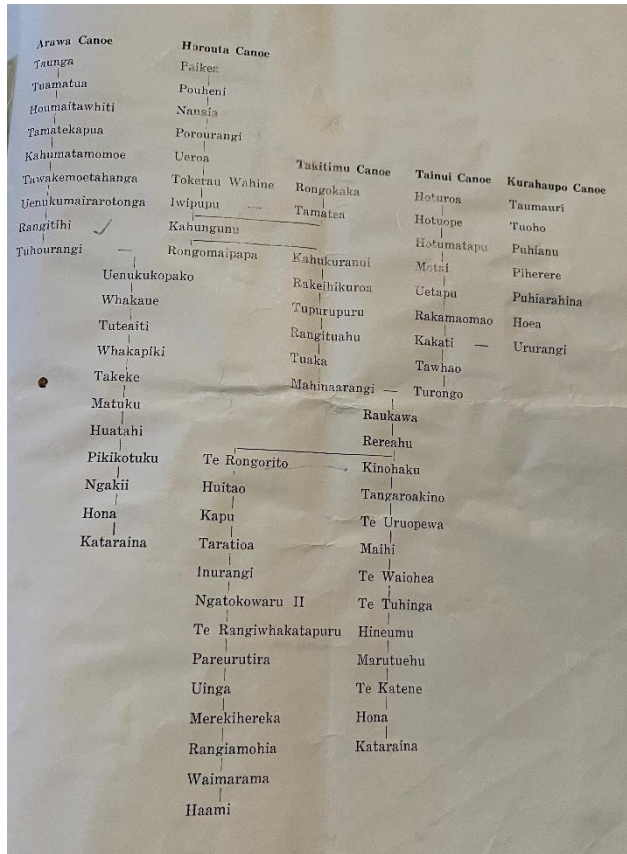 Arawa Canoe
Taunga
Tuamatua
Houmaitawhiti
Tamatekapua
Kahumatamomoe
Tawakemoetahanga
Uenukumairarotonga
Rangitihi
Tuhourangi —
Horouta Canoe
Paikea
Pouheni
Nanaia
Porourangi
Ueroa
Tokerau Wahine
Iwipupu —
Kahungunu
Rongomaipapa
Takitimu Canoe
Rongokaka
Tamatea
Kahukuranui
Rakeihikuroa
Tupurupuru
Rangituahu
Tuaka
Mahinaarangi —
Tainui Canoe
Hoturoa
Hotuope
Hotumatapu
Motai
Uetapu
Rakamaomao
Kakati —
Tawhao
Turongo
Kurahaupo Canoe
Taumauri
Tuoho
Puhianu
Piherere
Puhiarahina
Hoea
Ururangi
Uenukukopako
Whakaue
Tuteaiti
Whakapiki
Takeke
Matuku
Huatahi
Pikikotuku
Ngakii
Hona
Kataraina
Raukawa
Rereahu
Te Rongorito
Huitao
Kapu
Taratioa
Inurangi
Ngatokowaru II
Te Rangiwhakatapuru
Pareurutira
Uinga
Merekihereka
Rangiamohia
Waimarama
Haami
Kinohaku
Tangaroakino
Te Uruopewa
Maihi
Te Waiohea
Te Tuhinga
Hineumu
Marutuehu
Te Katene
Hona
Kataraina